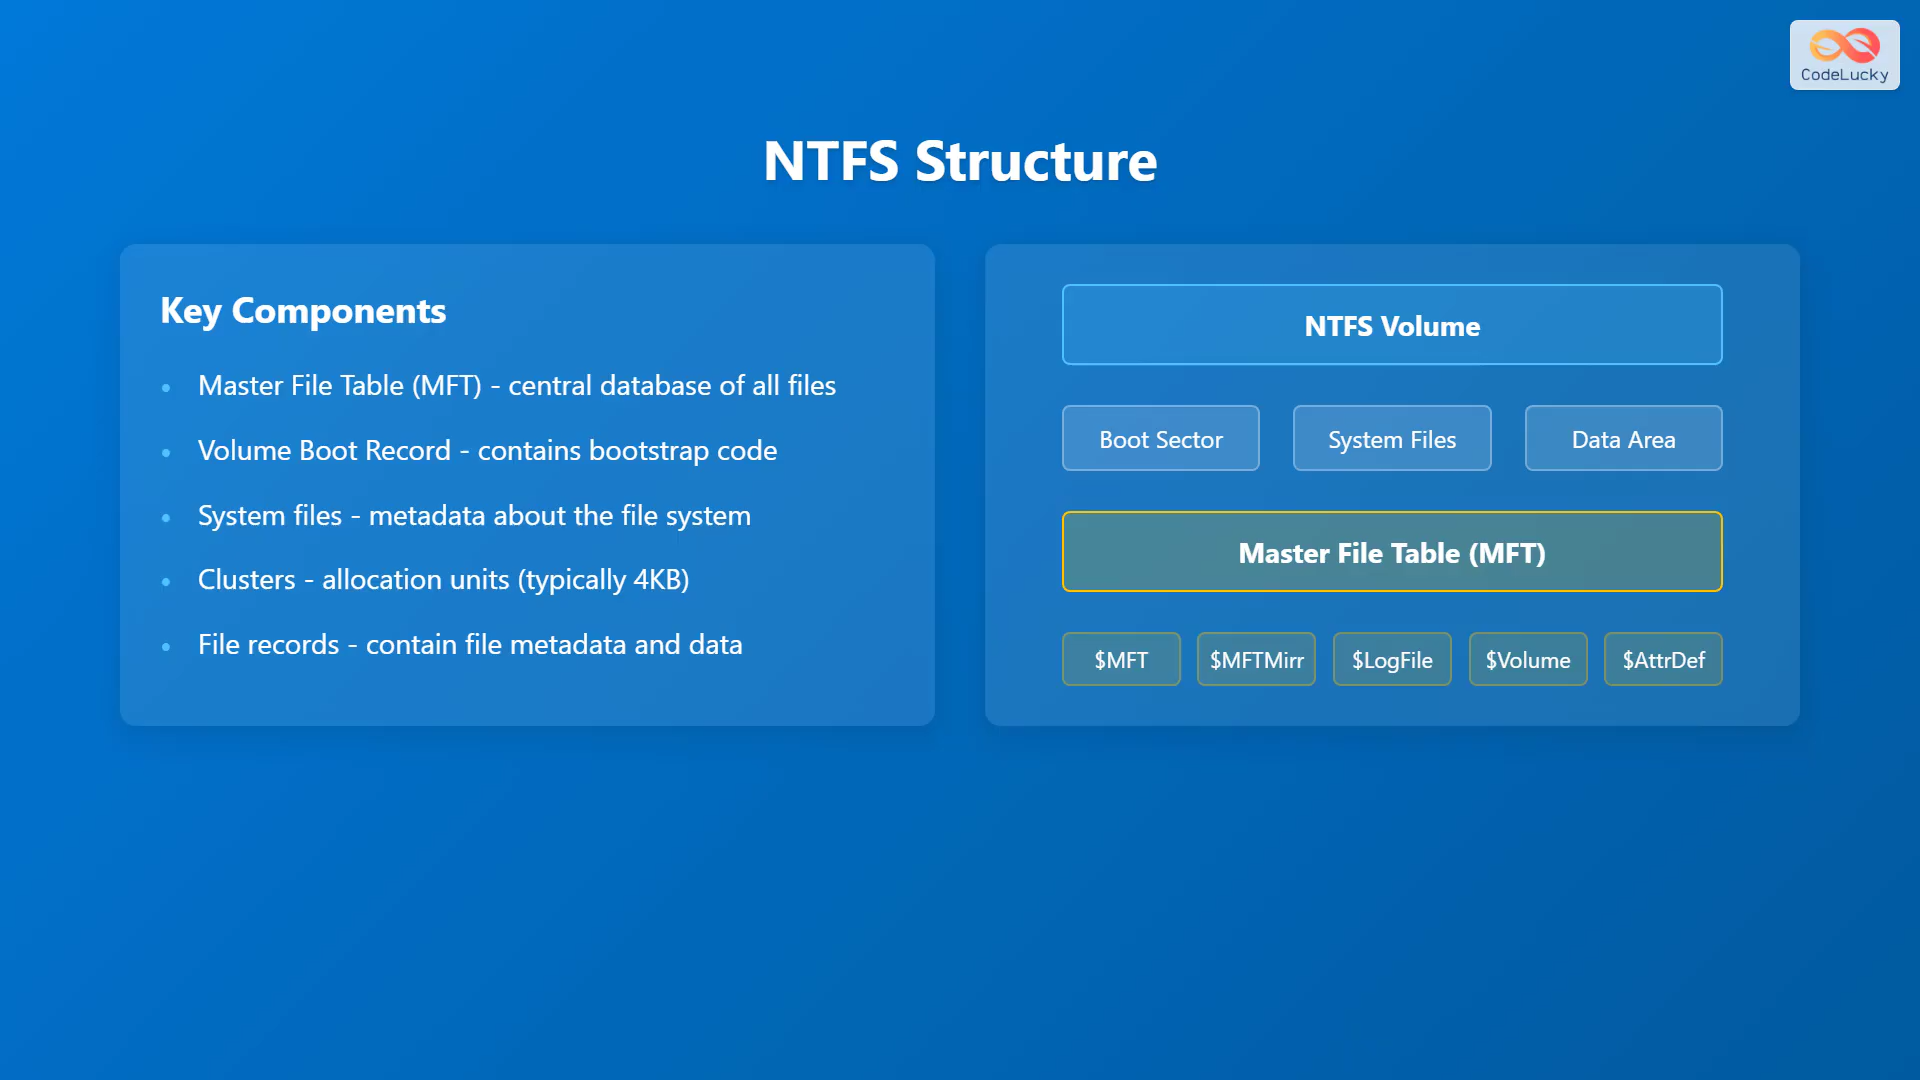 CodeLucky
NTFS Structure
Key Components
• Master File Table (MFT) - central database of all files
• Volume Boot Record - contains bootstrap code
• System files - metadata about the file system
• Clusters - allocation units (typically 4KB)
• File records - contain file metadata and data
NTFS Volume
Boot Sector System Files Data Area
Master File Table (MFT)
$MFT $MFTMirr $LogFile $Volume $AttrDef